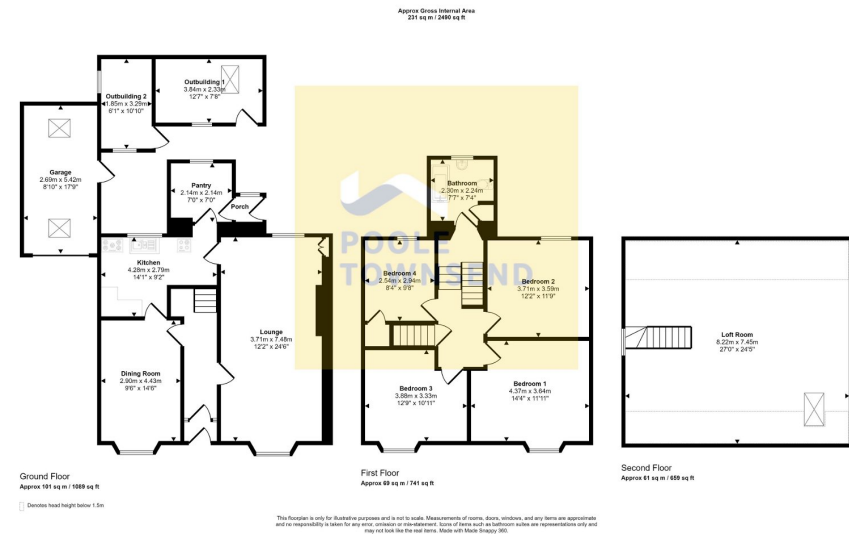 Approx Gross Internal Area
231 sq m / 2490 sq ft
Outbuilding 1
3.84m x 2.33m
12'7" x 7'8"
Outbuilding 2
1.85m x 3.29m
6'1" x 10'10"
Garage
2.69m x 5.42m
8'10" x 17'9"
Pantry
2.14m x 2.14m
7'0" x 7'0"
Porch
Kitchen
4.28m x 2.79m
14'1" x 9'2"
Lounge
3.71m x 7.48m
12'2" x 24'6"
Dining Room
2.90m x 4.43m
9'6" x 14'6"
Ground Floor
Approx 101 sq m / 1089 sq ft
Denotes head height below 1.5m
POOLE
TOWNSEND
Bathroom
2.30m x 2.24m
7'7" x 7'4"
Bedroom 4
2.54m x 2.94m
8'4" x 9'8"
Bedroom 2
3.71m x 3.59m
12'2" x 11'9"
Bedroom 3
3.88m x 3.33m
12'9" x 10'11"
Bedroom 1
4.37m x 3.64m
14'4" x 11'11"
First Floor
Approx 69 sq m / 741 sq ft
Loft Room
8.22m x 7.45m
27'0" x 24'5"
Second Floor
Approx 61 sq m / 659 sq ft
This floorplan is only for illustrative purposes and is not to scale. Measurements of rooms, doors, windows, and any items are approximate
and no responsibility is taken for any error, omission or mis-statement. Icons of items such as bathroom suites are representations only and
may not look like the real items. Made with Made Snappy 360.